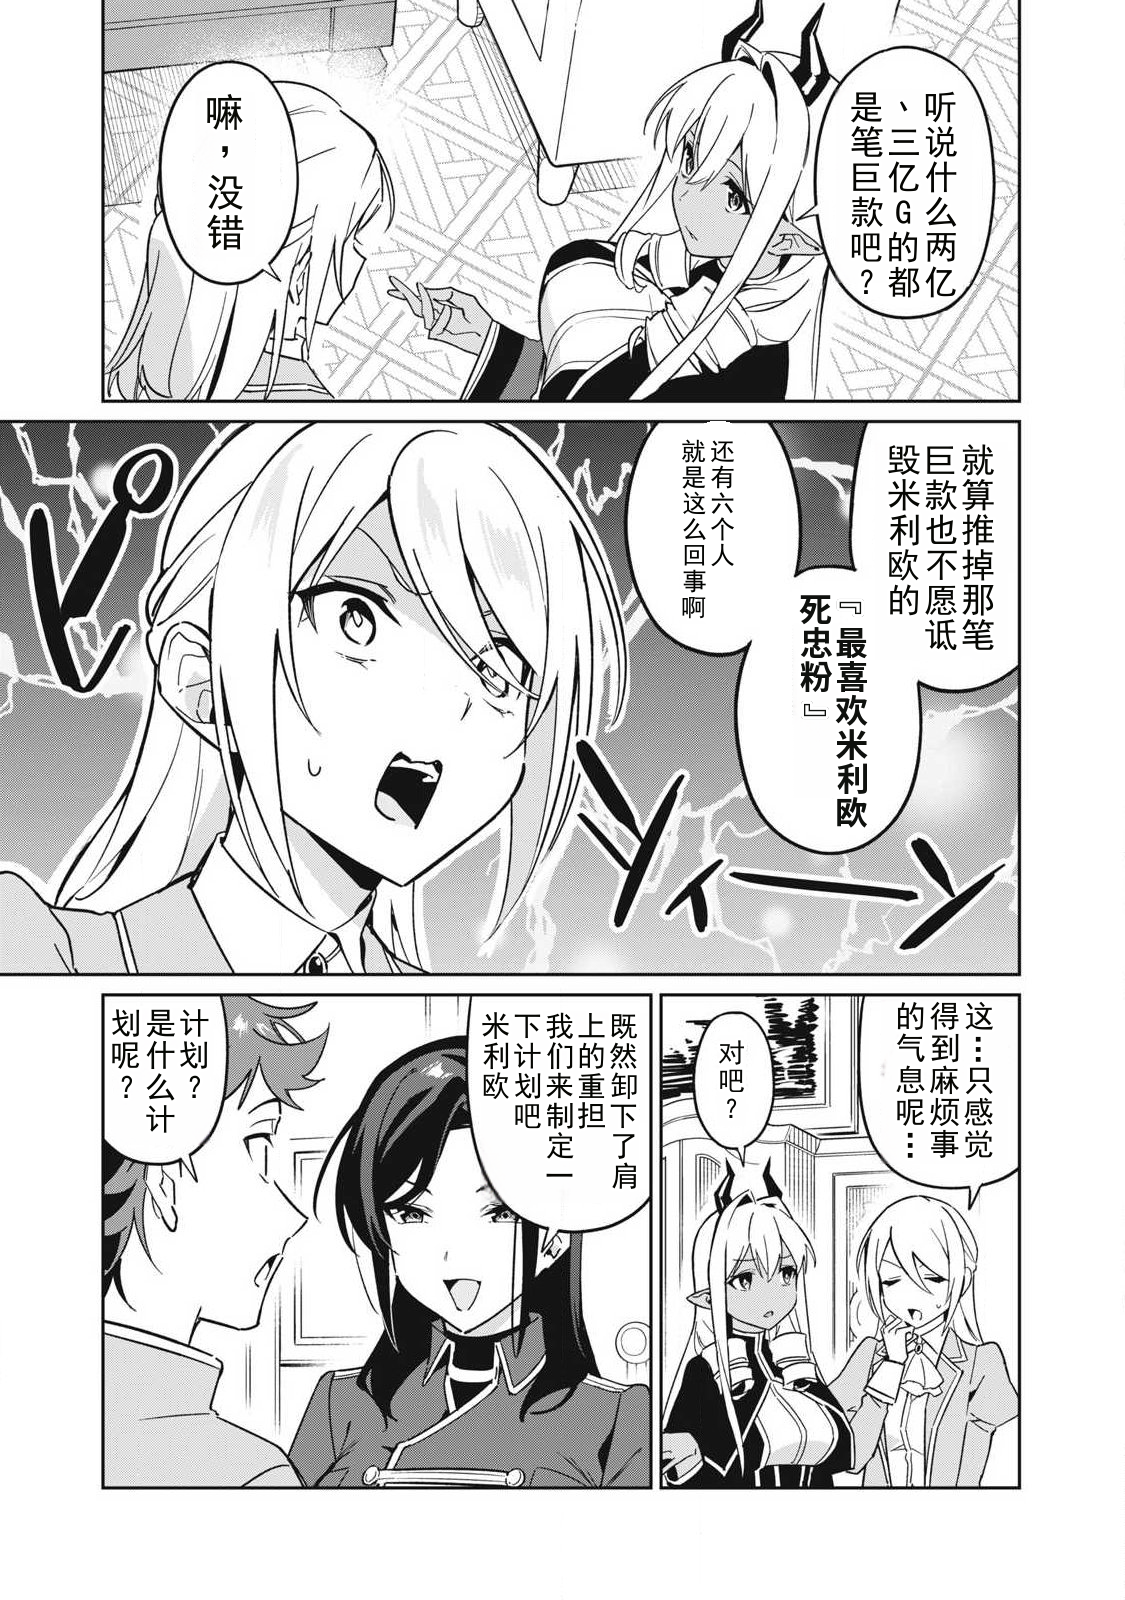 听说什么两亿
、三亿G的都
是笔巨款吧？
嘛，没错
就算推掉那笔
巨款也不愿诋
毁米利欧的
『最喜欢米利欧
死忠粉』
还有六个人
就是这么回事啊
ドドーーン
这…只感觉
得到麻烦事
的气息呢…
对吧？
既然卸下了肩
上的重担
我们来制定一
下计划吧
米利欧
计划？
是什么计
划呢？